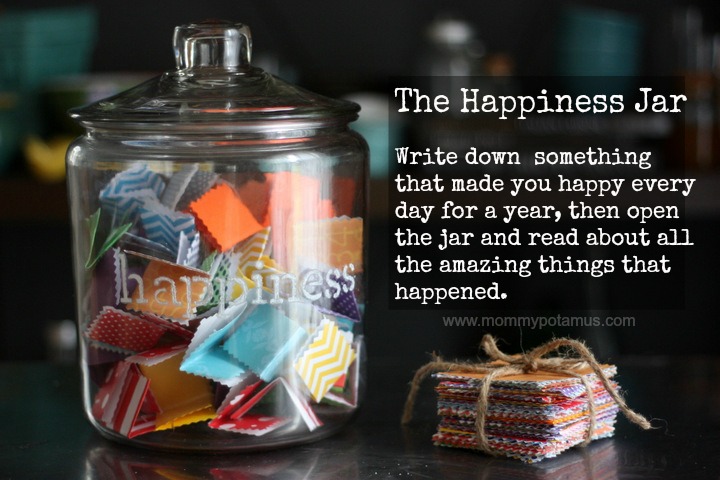 happiness
The Happiness Jar
Write down something
that made you happy every
day for a year, then open
the jar and read about all
the amazing things that
happened.
www.mommypotamus.com